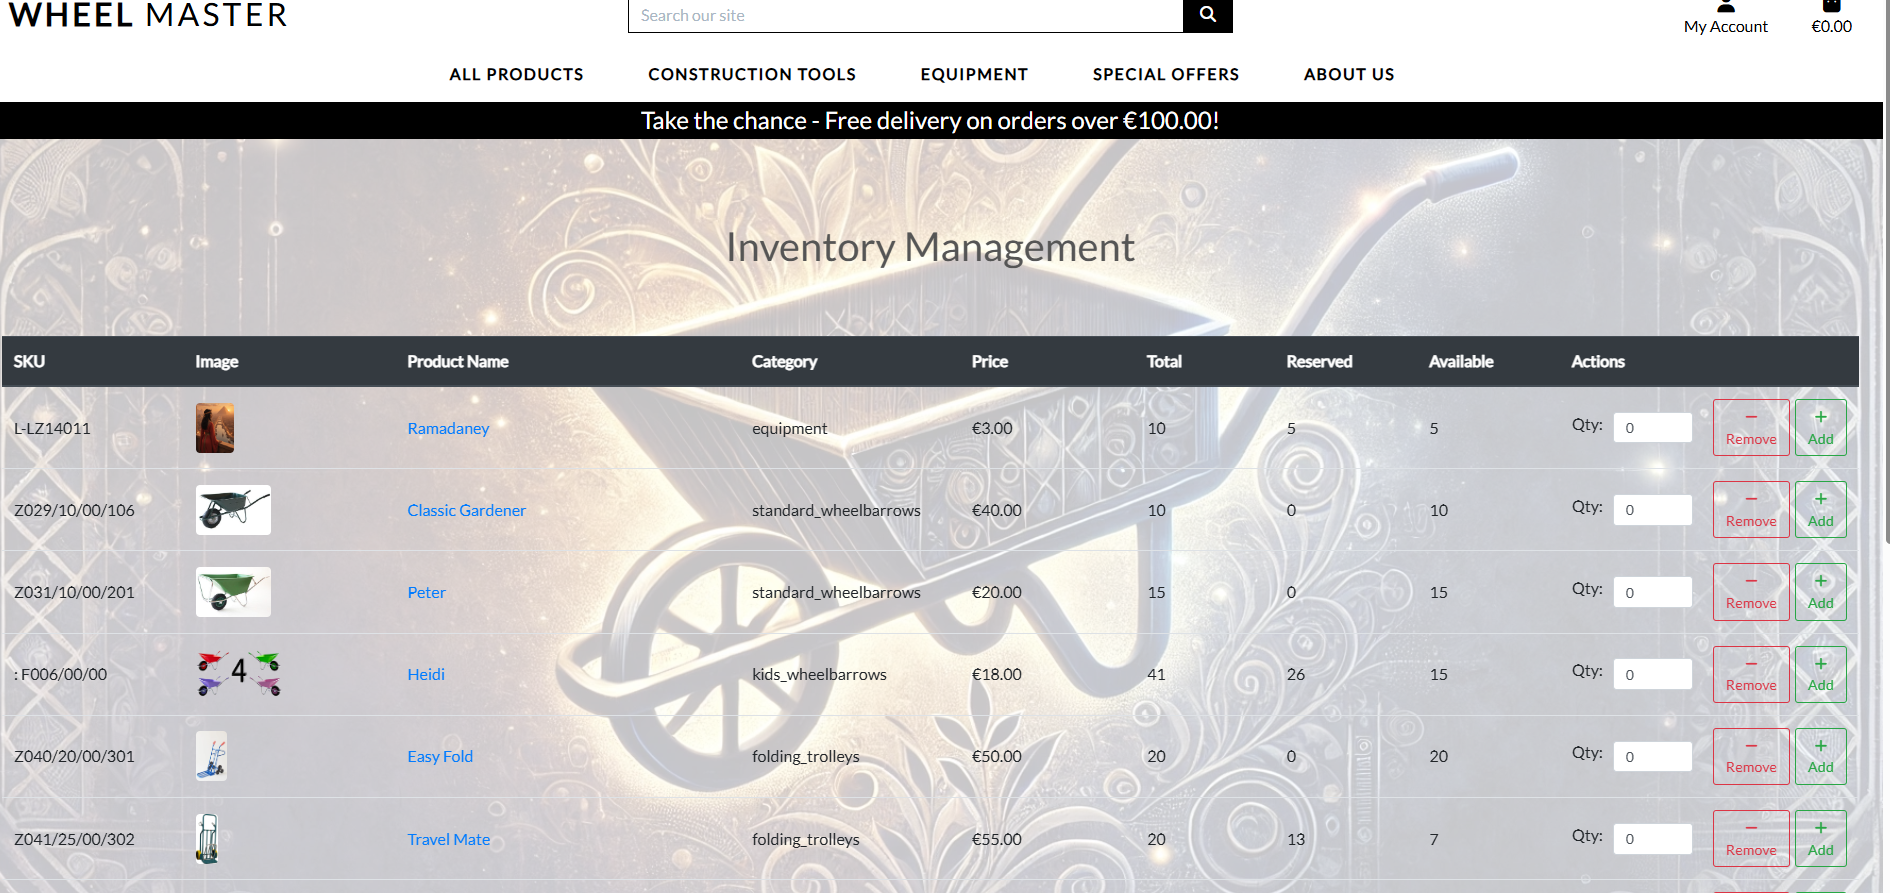 WHEEL MASTER
Search our site
My Account
€0.00
ALL PRODUCTS CONSTRUCTION TOOLS EQUIPMENT SPECIAL OFFERS ABOUT US
Take the chance - Free delivery on orders over €100.00!
Inventory Management
SKU Image Product Name Category Price Total Reserved Available Actions
L-LZ14011 Ramadaney equipment €3.00 10 5 5 Qty: 0 Remove Add
Z029/10/00/106 Classic Gardener standard_wheelbarrows €40.00 10 0 10 Qty: 0 Remove Add
Z031/10/00/201 Peter standard_wheelbarrows €20.00 15 0 15 Qty: 0 Remove Add
: F006/00/00 4 Heidi kids_wheelbarrows €18.00 41 26 15 Qty: 0 Remove Add
Z040/20/00/301 Easy Fold folding_trolleys €50.00 20 0 20 Qty: 0 Remove Add
Z041/25/00/302 Travel Mate folding_trolleys €55.00 20 13 7 Qty: 0 Remove Add